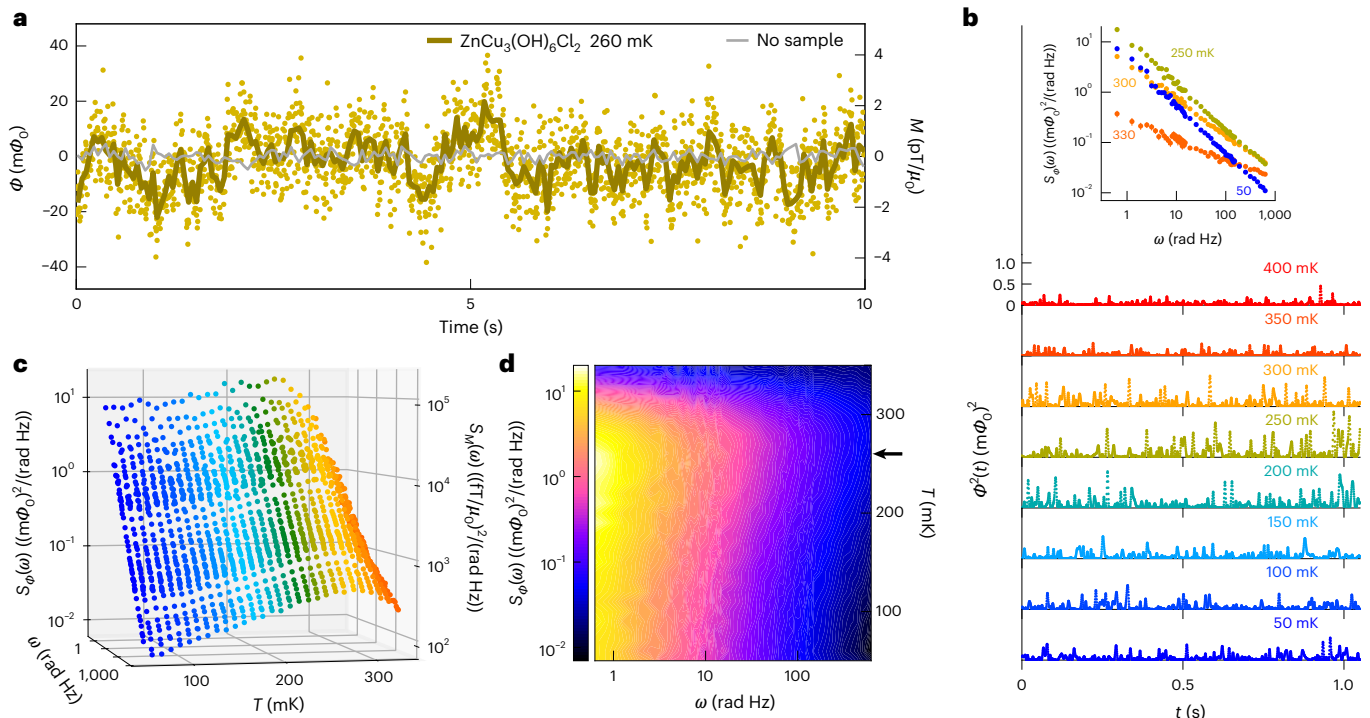 a
ZnCu3(OH)6Cl2 260 mK
No sample
40
20
0
−20
−40
Φ (mΦ0)
4
2
0
−2
−4
M (pT/μ0)
0
5
10
Time (s)
b
10¹
10⁰
10⁻¹
10⁻²
SΦ(ω) ((mΦ0)²/(rad Hz))
250 mK
300
330
50
1
10
100
1,000
ω (rad Hz)
1.0
0.5
0
400 mK
350 mK
300 mK
250 mK
200 mK
150 mK
100 mK
50 mK
Φ²(t) (mΦ0)²
0
0.5
1.0
t (s)
c
10¹
10⁰
10⁻¹
10⁻²
SΦ(ω) ((mΦ0)²/(rad Hz))
10⁵
10⁴
10³
10²
SM(ω) ((fT/μ0)²/(rad Hz))
1
1,000
ω (rad Hz)
100
200
300
T (mK)
d
10¹
10⁰
10⁻¹
10⁻²
SΦ(ω) ((mΦ0)²/(rad Hz))
300
200
100
T (mK)
1
10
100
ω (rad Hz)